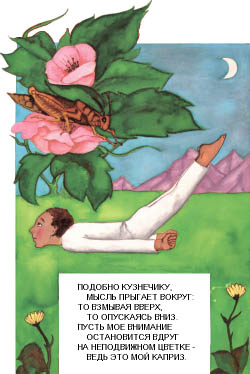 ПОДОБНО КУЗНЕЧИКУ,
МЫСЛЬ ПРЫГАЕТ ВОКРУГ:
ТО ВЗМЫВАЯ ВВЕРХ,
ТО ОПУСКАЯСЬ ВНИЗ.
ПУСТЬ МОЕ ВНИМАНИЕ
ОСТАНОВИТСЯ ВДРУГ
НА НЕПОДВИЖНОМ ЦВЕТКЕ -
ВЕДЬ ЭТО МОЙ КАПРИЗ.